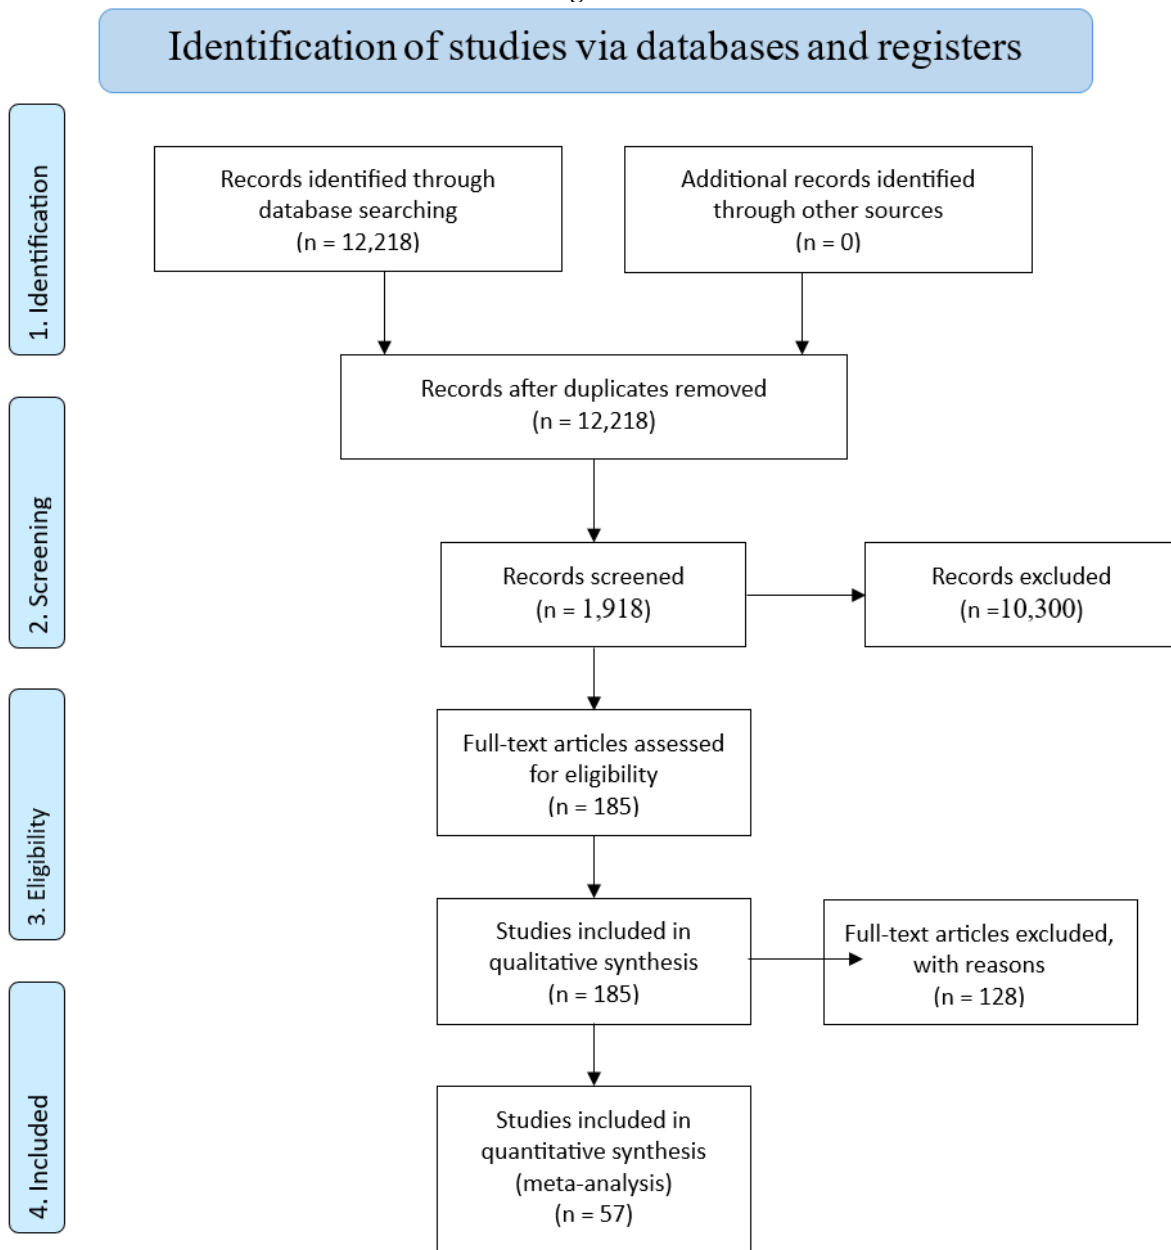 Identification of studies via databases and registers
1. Identification
Records identified through
database searching
(n = 12,218)
Additional records identified
through other sources
(n = 0)
Records after duplicates removed
(n = 12,218)
2. Screening
Records screened
(n = 1,918)
Records excluded
(n =10,300)
3. Eligibility
Full-text articles assessed
for eligibility
(n = 185)
Studies included in
qualitative synthesis
(n = 185)
Full-text articles excluded,
with reasons
(n = 128)
4. Included
Studies included in
quantitative synthesis
(meta-analysis)
(n = 57)